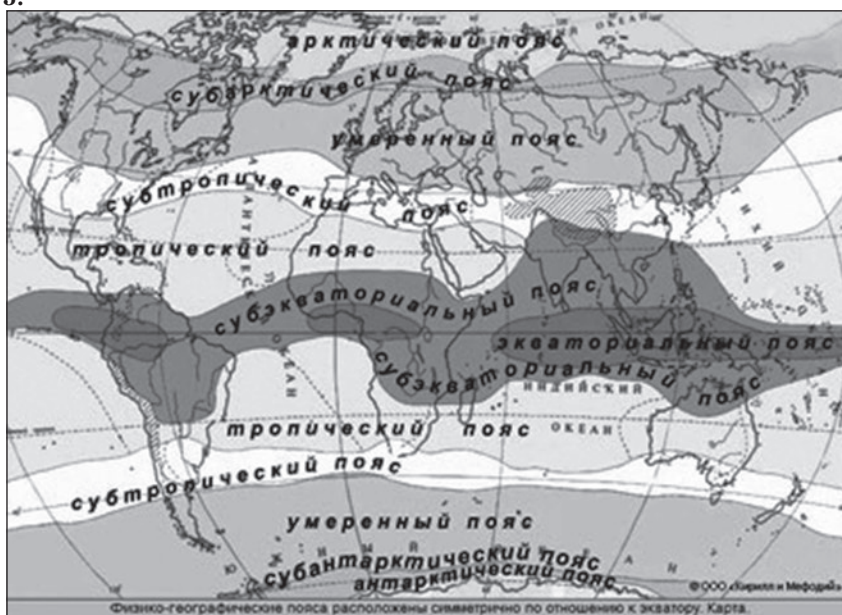 арктический пояс
субарктический пояс
умеренный пояс
субтропический пояс
тропический пояс
субэкваториальный пояс
экваториальный пояс
субэкваториальный пояс
ИНДИЙСКИЙ
ОКЕАН
тропический пояс
субтропический пояс
умеренный пояс
субантарктический пояс
антарктический пояс
ОКЕАН
ТИХИЙ
© ООО «Кирилл и Мефодий»
Физико-географические пояса расположены симметрично по отношению к экватору. Карта.